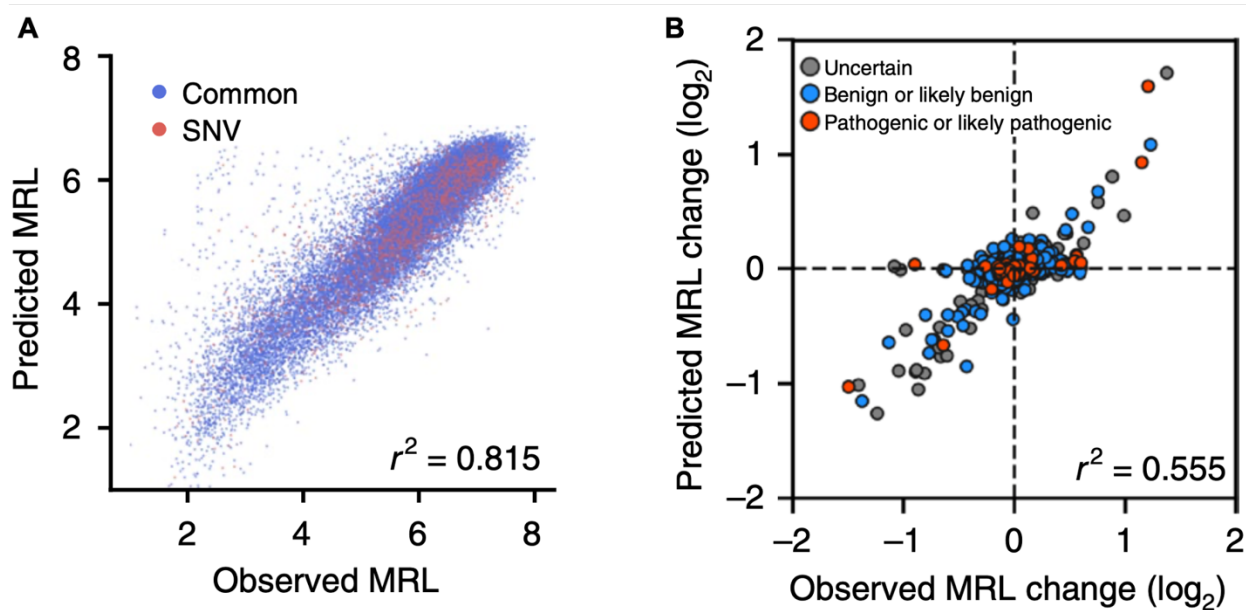 A
8
6
4
2
Predicted MRL
Common
SNV
r² = 0.815
2 4 6 8
Observed MRL
B
2
1
0
−1
−2
Predicted MRL change (log₂)
Uncertain
Benign or likely benign
Pathogenic or likely pathogenic
r² = 0.555
−2 −1 0 1 2
Observed MRL change (log₂)